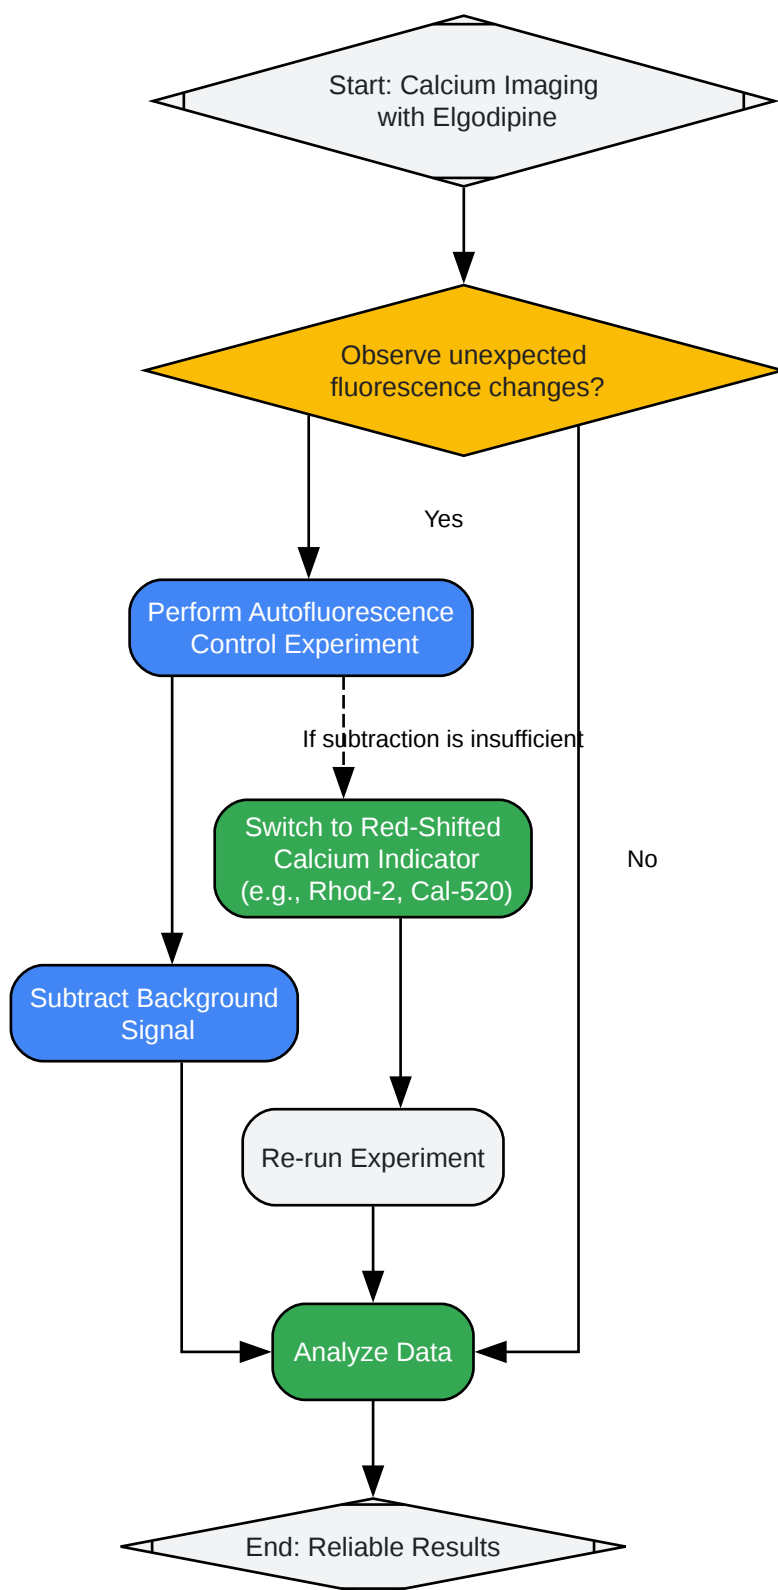 Start: Calcium Imaging
with Elgodipine
Observe unexpected
fluorescence changes?
Yes
Perform Autofluorescence
Control Experiment
If subtraction is insufficient
Switch to Red-Shifted
Calcium Indicator
(e.g., Rhod-2, Cal-520)
No
Subtract Background
Signal
Re-run Experiment
Analyze Data
End: Reliable Results